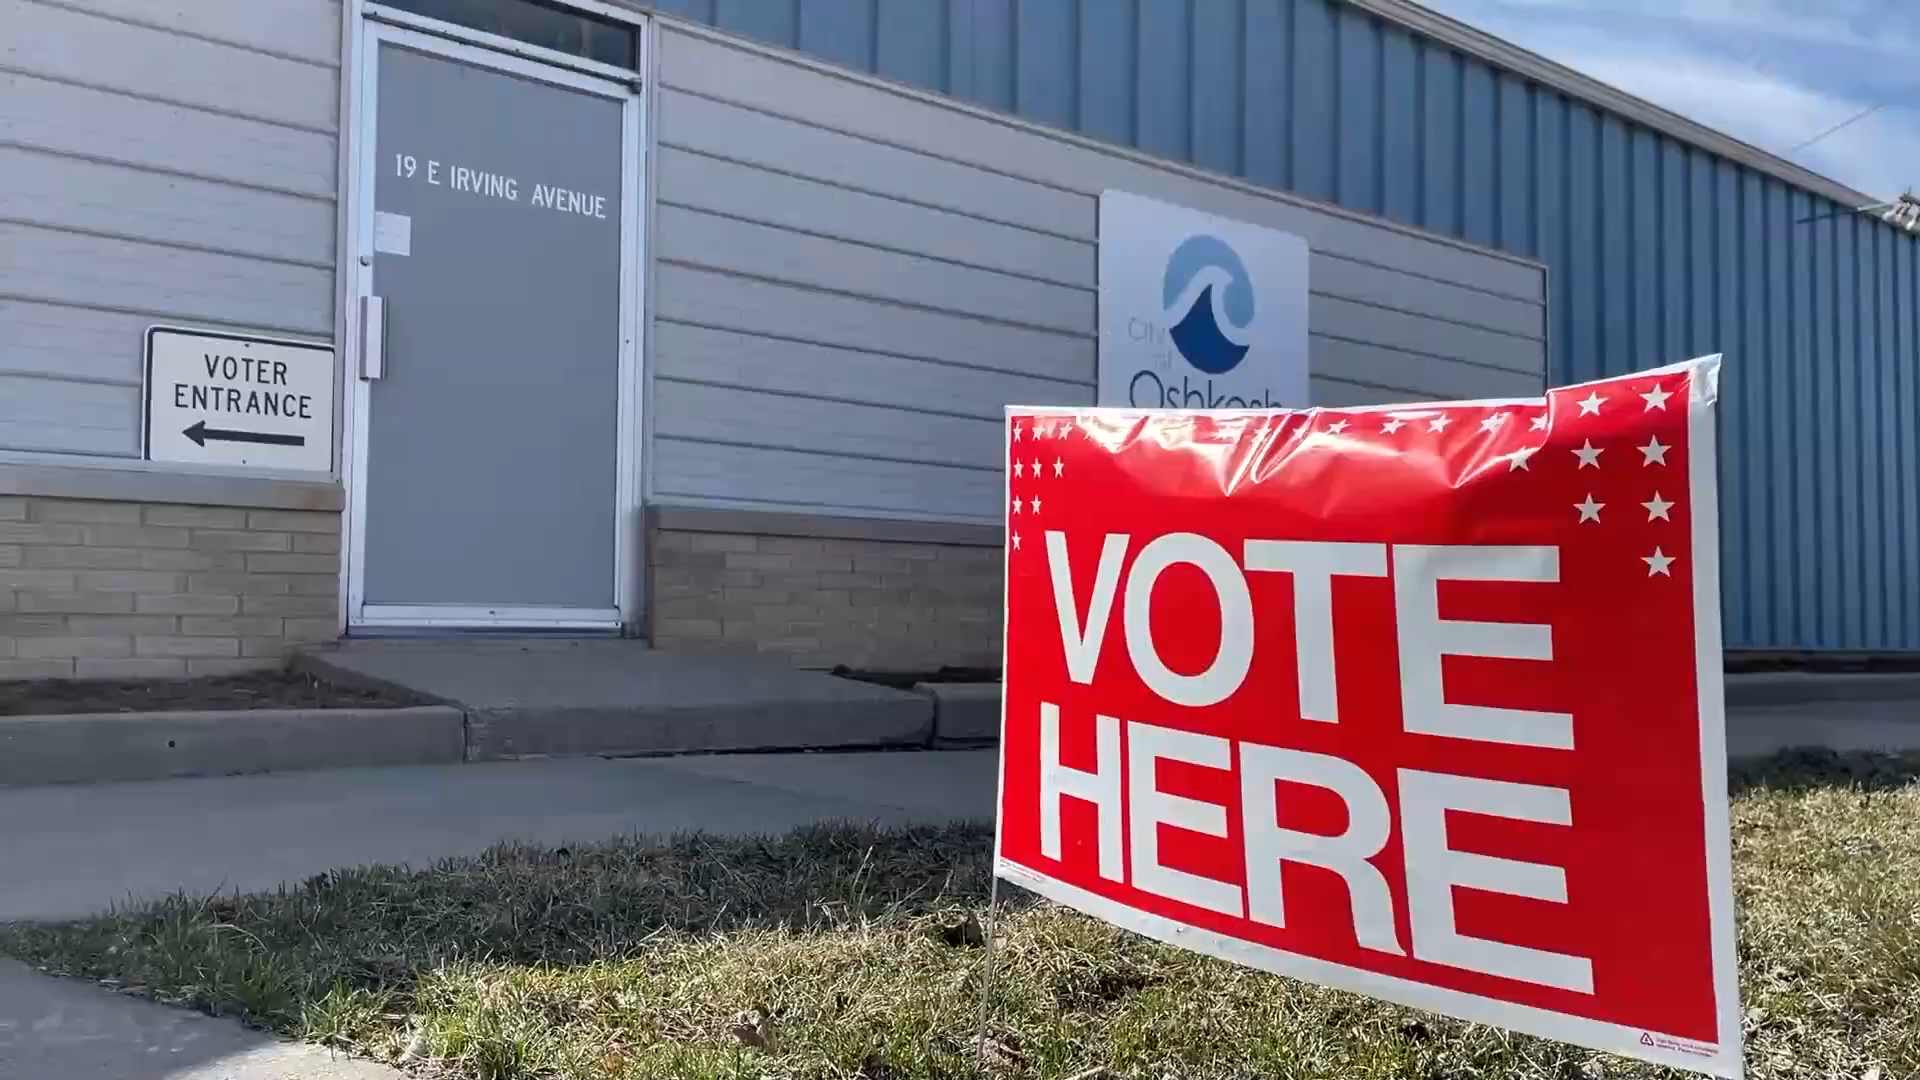 19 E IRVING AVENUE
VOTER
ENTRANCE
City
of
Oshkosh
VOTE
HERE